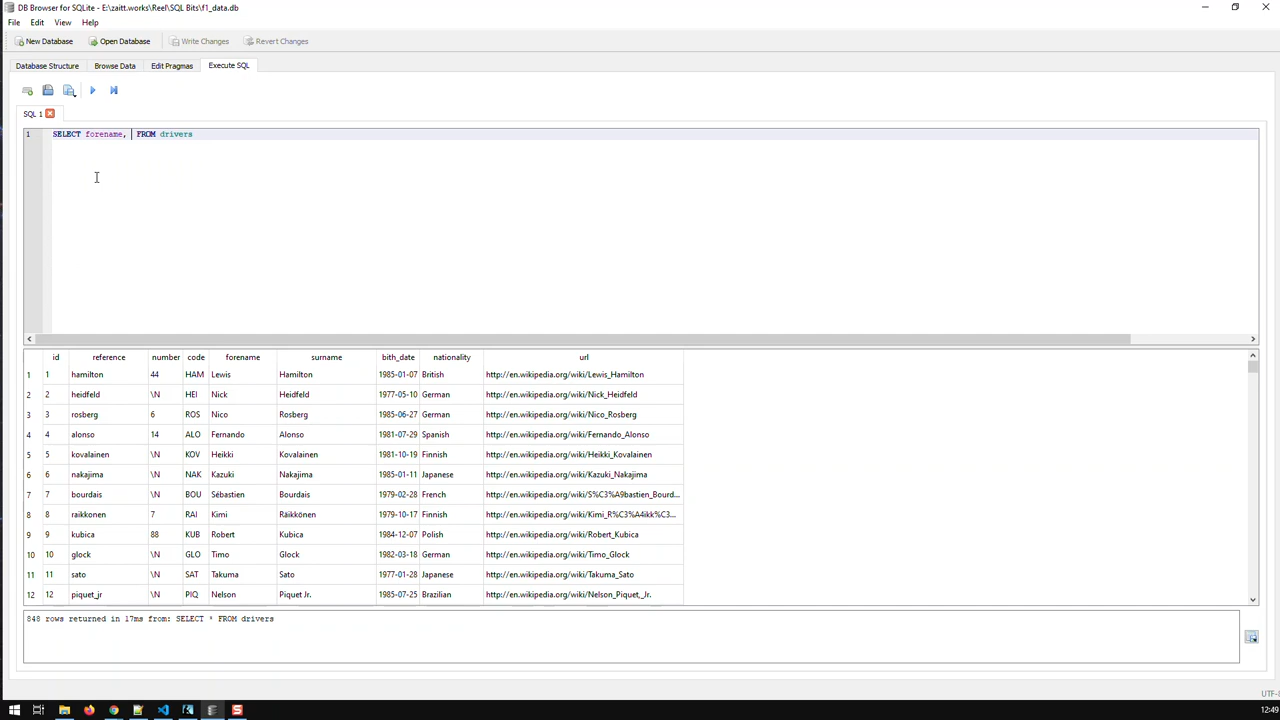 DB Browser for SQLite - E:\zaitt.works\Reel\SQL Bits\f1_data.db
File Edit View Help
New Database Open Database Write Changes Revert Changes
Database Structure Browse Data Edit Pragmas Execute SQL
SQL 1
1 SELECT forename, FROM drivers
id reference number code forename surname bith_date nationality url
1 1 hamilton 44 HAM Lewis Hamilton 1985-01-07 British http://en.wikipedia.org/wiki/Lewis_Hamilton
2 2 heidfeld \N HEI Nick Heidfeld 1977-05-10 German http://en.wikipedia.org/wiki/Nick_Heidfeld
3 3 rosberg 6 ROS Nico Rosberg 1985-06-27 German http://en.wikipedia.org/wiki/Nico_Rosberg
4 4 alonso 14 ALO Fernando Alonso 1981-07-29 Spanish http://en.wikipedia.org/wiki/Fernando_Alonso
5 5 kovalainen \N KOV Heikki Kovalainen 1981-10-19 Finnish http://en.wikipedia.org/wiki/Heikki_Kovalainen
6 6 nakajima \N NAK Kazuki Nakajima 1985-01-11 Japanese http://en.wikipedia.org/wiki/Kazuki_Nakajima
7 7 bourdais \N BOU Sébastien Bourdais 1979-02-28 French http://en.wikipedia.org/wiki/S%C3%A9bastien_Bourd...
8 8 raikkonen 7 RAI Kimi Räikkönen 1979-10-17 Finnish http://en.wikipedia.org/wiki/Kimi_R%C3%A4ikk%C3...
9 9 kubica 88 KUB Robert Kubica 1984-12-07 Polish http://en.wikipedia.org/wiki/Robert_Kubica
10 10 glock \N GLO Timo Glock 1982-03-18 German http://en.wikipedia.org/wiki/Timo_Glock
11 11 sato \N SAT Takuma Sato 1977-01-28 Japanese http://en.wikipedia.org/wiki/Takuma_Sato
12 12 piquet_jr \N PIQ Nelson Piquet Jr. 1985-07-25 Brazilian http://en.wikipedia.org/wiki/Nelson_Piquet,_Jr.
848 rows returned in 17ms from: SELECT * FROM drivers
UTF-8
12:49